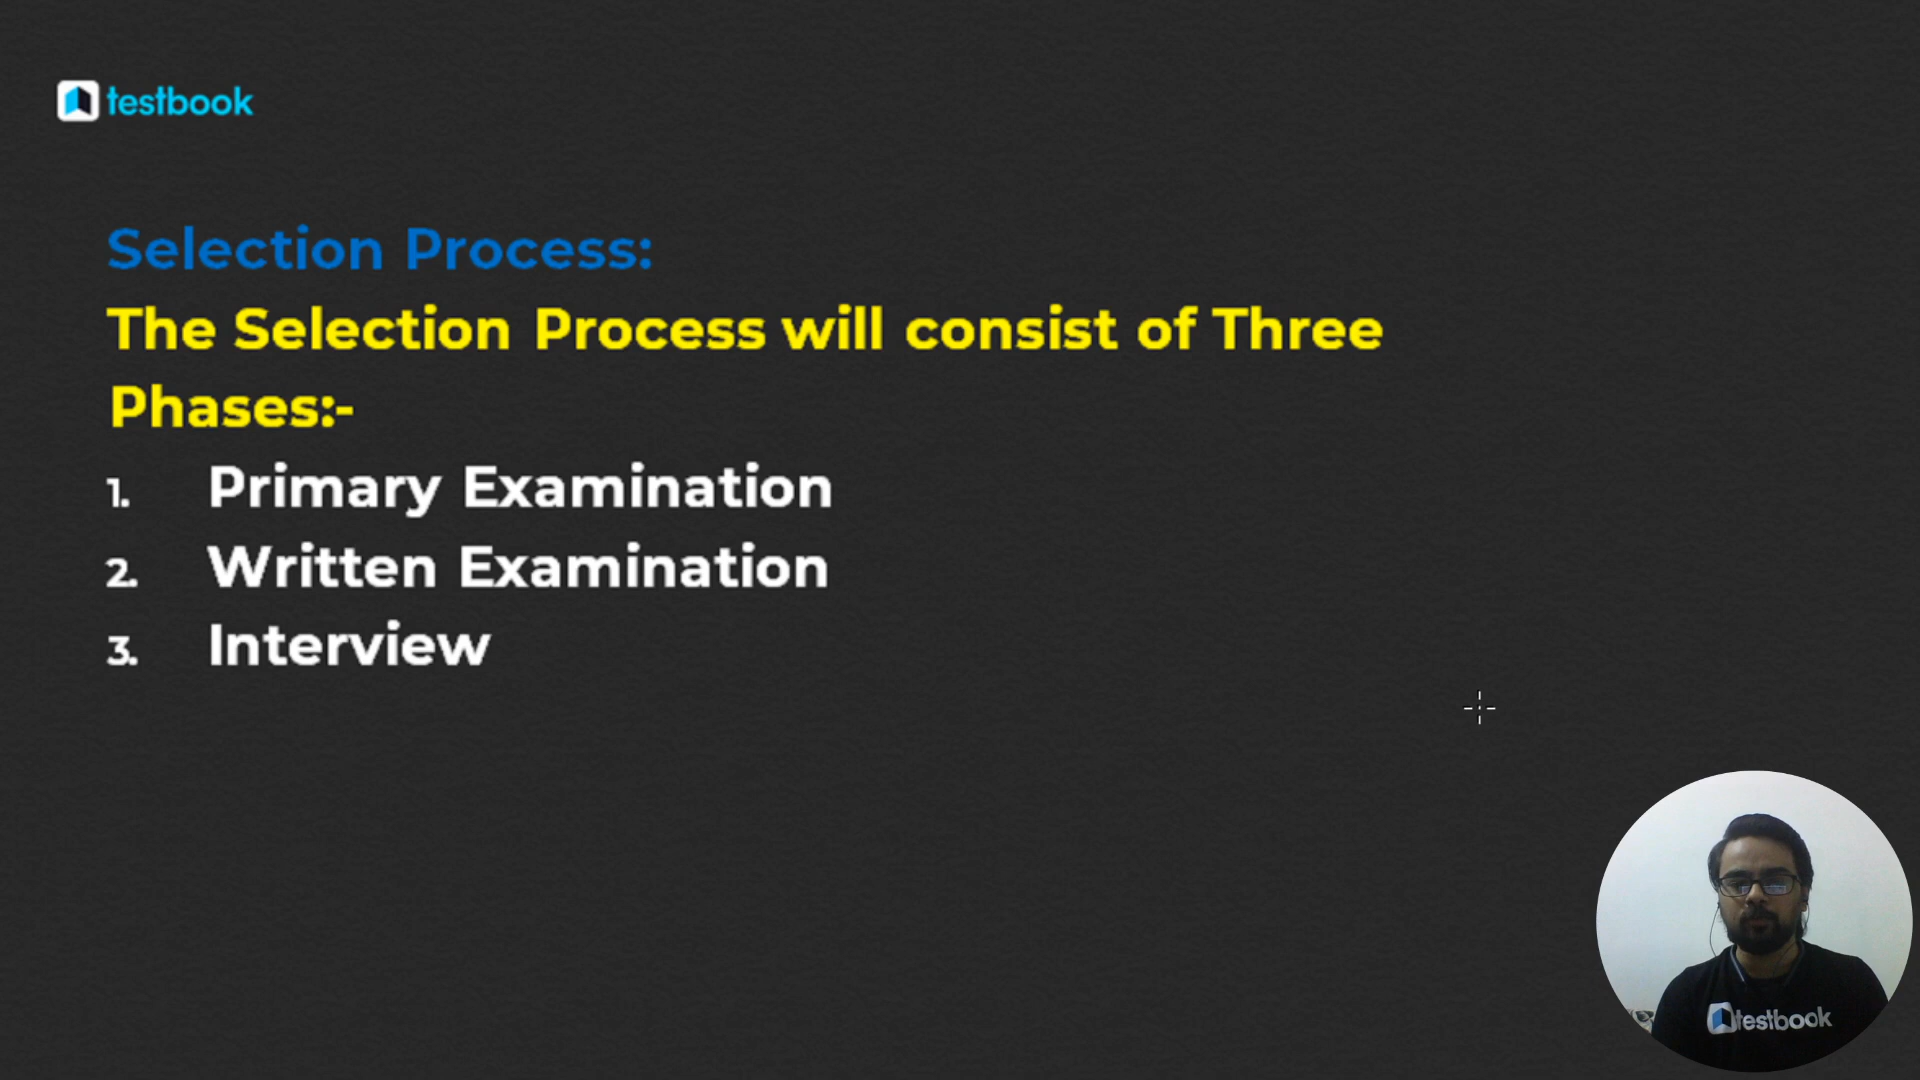 testbook
Selection Process:
The Selection Process will consist of Three
Phases:-
1. Primary Examination
2. Written Examination
3. Interview
testbook